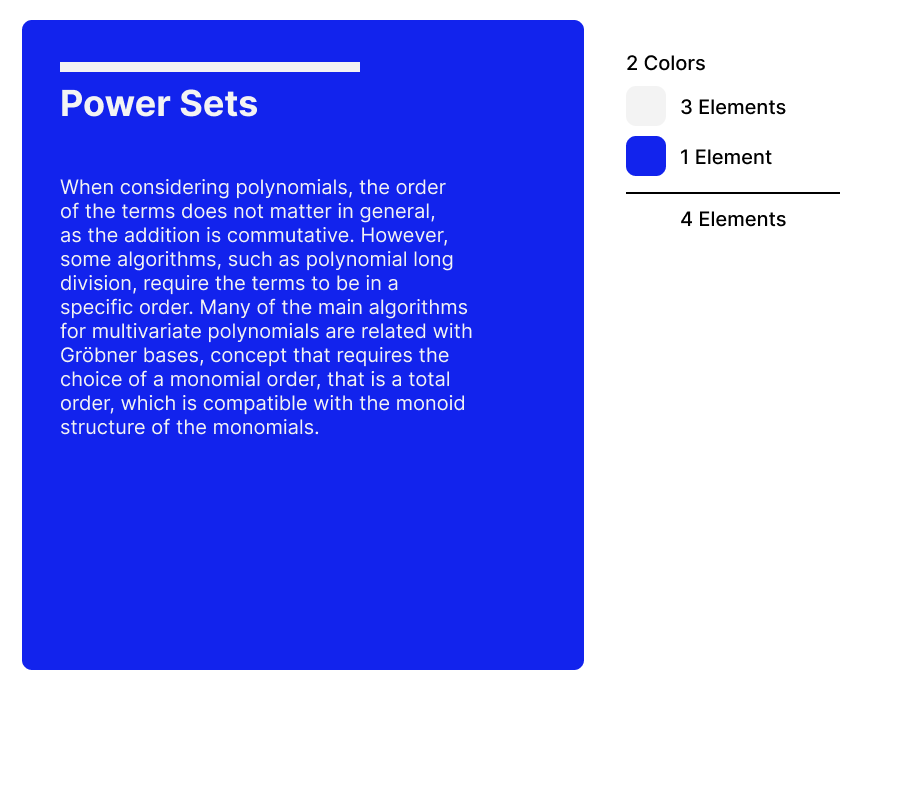 Power Sets
When considering polynomials, the order
of the terms does not matter in general,
as the addition is commutative. However,
some algorithms, such as polynomial long
division, require the terms to be in a
specific order. Many of the main algorithms
for multivariate polynomials are related with
Gröbner bases, concept that requires the
choice of a monomial order, that is a total
order, which is compatible with the monoid
structure of the monomials.
2 Colors
3 Elements
1 Element
4 Elements